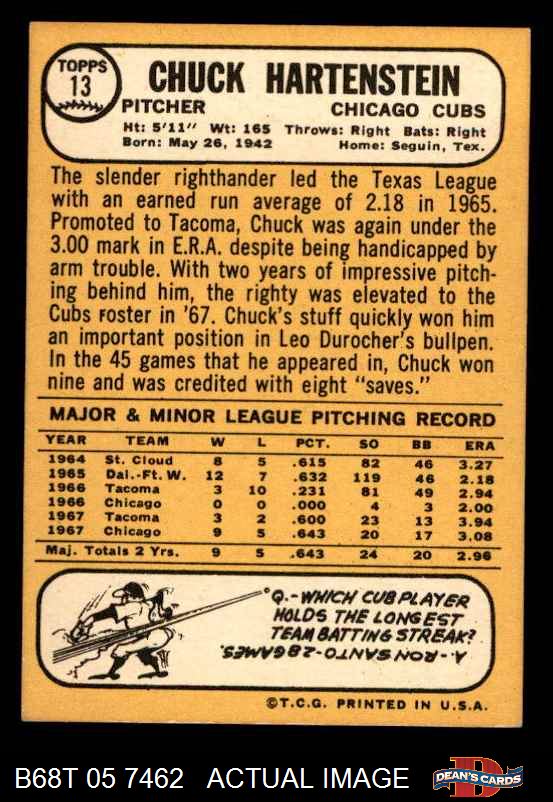 TOPPS
13
CHUCK HARTENSTEIN
PITCHER CHICAGO CUBS
Ht: 5'11" Wt: 165 Throws: Right Bats: Right
Born: May 26, 1942 Home: Seguin, Tex.
The slender righthander led the Texas League
with an earned run average of 2.18 in 1965.
Promoted to Tacoma, Chuck was again under the
3.00 mark in E.R.A. despite being handicapped by
arm trouble. With two years of impressive pitch-
ing behind him, the righty was elevated to the
Cubs roster in '67. Chuck's stuff quickly won him
an important position in Leo Durocher's bullpen.
In the 45 games that he appeared in, Chuck won
nine and was credited with eight "saves."
MAJOR & MINOR LEAGUE PITCHING RECORD
YEAR TEAM W L PCT. SO BB ERA
1964 St. Cloud 8 5 .615 82 46 3.27
1965 Dal.-Ft. W. 12 7 .632 119 46 2.18
1966 Tacoma 3 10 .231 81 49 2.94
1966 Chicago 0 0 .000 4 3 2.00
1967 Tacoma 3 2 .600 23 13 3.94
1967 Chicago 9 5 .643 20 17 3.08
Maj. Totals 2 Yrs. 9 5 .643 24 20 2.96
Q.-WHICH CUB PLAYER
HOLDS THE LONGEST
TEAM BATTING STREAK?
A.-RON SANTO-28 GAMES.
©T.C.G. PRINTED IN U.S.A.
B68T 05 7462 ACTUAL IMAGE
D
DEAN'S CARDS